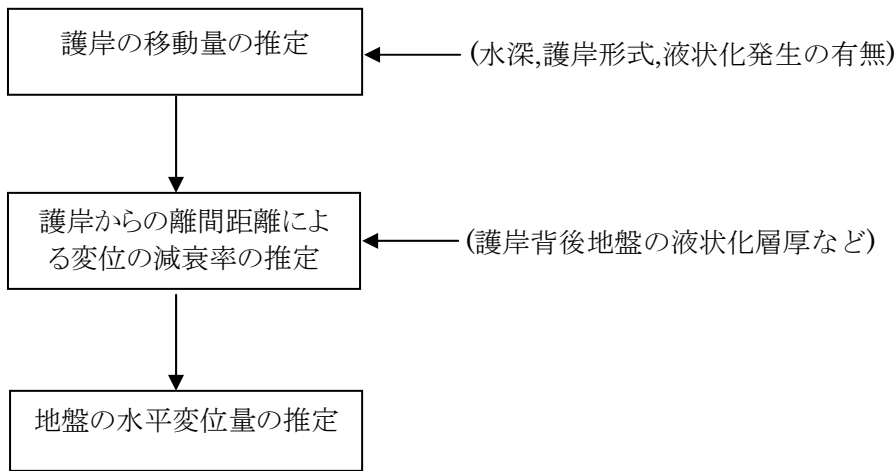 護岸の移動量の推定
(水深,護岸形式,液状化発生の有無)
護岸からの離間距離によ
る変位の減衰率の推定
(護岸背後地盤の液状化層厚など)
地盤の水平変位量の推定